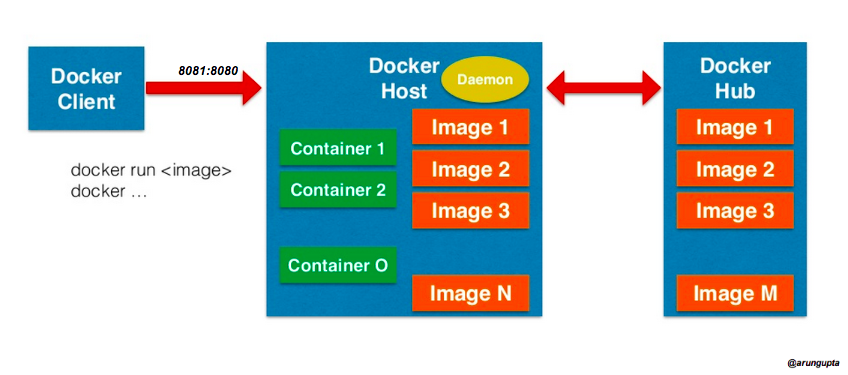 Docker
Client
8081:8080
docker run <image>
docker ...
Docker
Host
Daemon
Container 1
Container 2
Container O
Image 1
Image 2
Image 3
Image N
Docker
Hub
Image 1
Image 2
Image 3
Image M
@arungupta